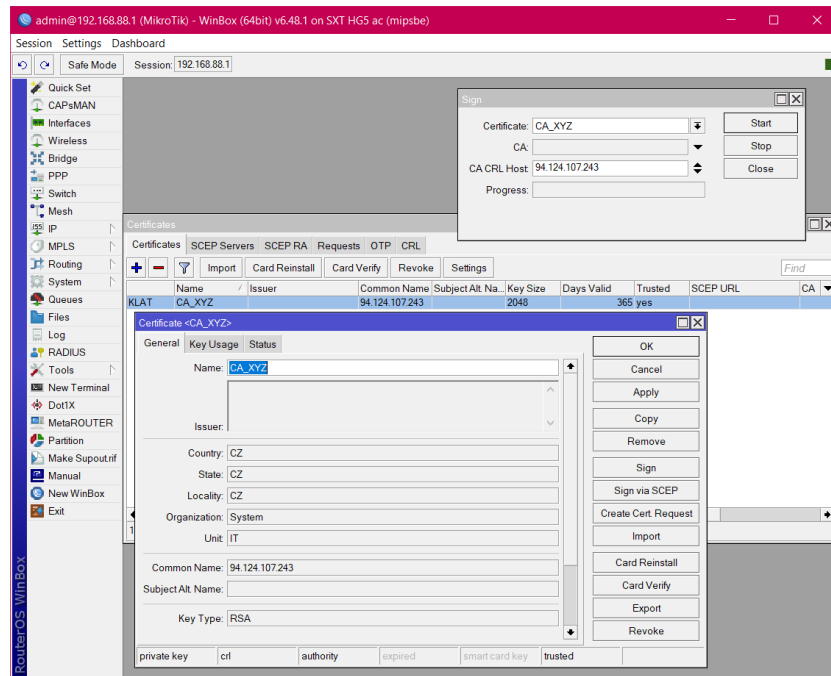 admin@192.168.88.1 (MikroTik) - WinBox (64bit) v6.48.1 on SXT HG5 ac (mipsbe)
Session Settings Dashboard
Safe Mode Session: 192.168.88.1
Quick Set
CAPsMAN
Interfaces
Wireless
Bridge
PPP
Switch
Mesh
IP
MPLS
Routing
System
Queues
Files
Log
RADIUS
Tools
New Terminal
Dot1X
MetaROUTER
Partition
Make Supout.rif
Manual
New WinBox
Exit
RouterOS WinBox
Sign
Certificate: CA_XYZ
CA:
CA CRL Host: 94.124.107.243
Progress:
Start
Stop
Close
Certificates
Certificates SCEP Servers SCEP RA Requests OTP CRL
Import Card Reinstall Card Verify Revoke Settings Find
Name / Issuer Common Name Subject Alt. Na... Key Size Days Valid Trusted SCEP URL CA
KLAT CA_XYZ 94.124.107.243 2048 365 yes
1
Certificate <CA_XYZ>
General Key Usage Status
Name: CA_XYZ
Issuer:
Country: CZ
State: CZ
Locality: CZ
Organization: System
Unit: IT
Common Name: 94.124.107.243
Subject Alt. Name:
Key Type: RSA
OK
Cancel
Apply
Copy
Remove
Sign
Sign via SCEP
Create Cert. Request
Import
Card Reinstall
Card Verify
Export
Revoke
private key crl authority expired smart card key trusted